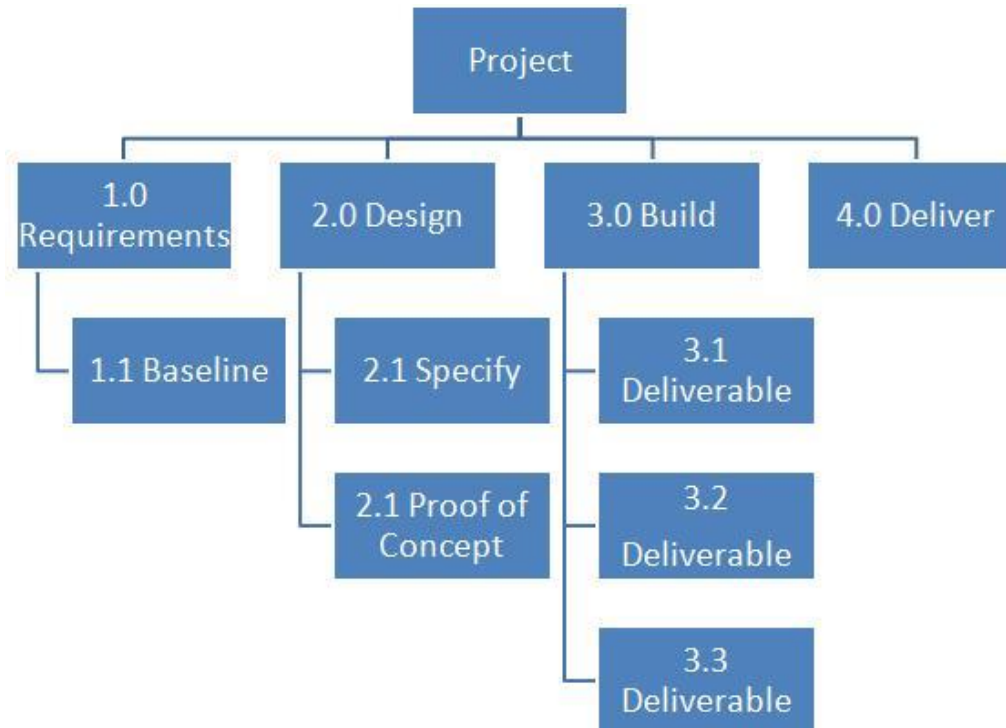 Project
1.0
Requirements
2.0 Design
3.0 Build
4.0 Deliver
1.1 Baseline
2.1 Specify
3.1
Deliverable
2.1 Proof of
Concept
3.2
Deliverable
3.3
Deliverable